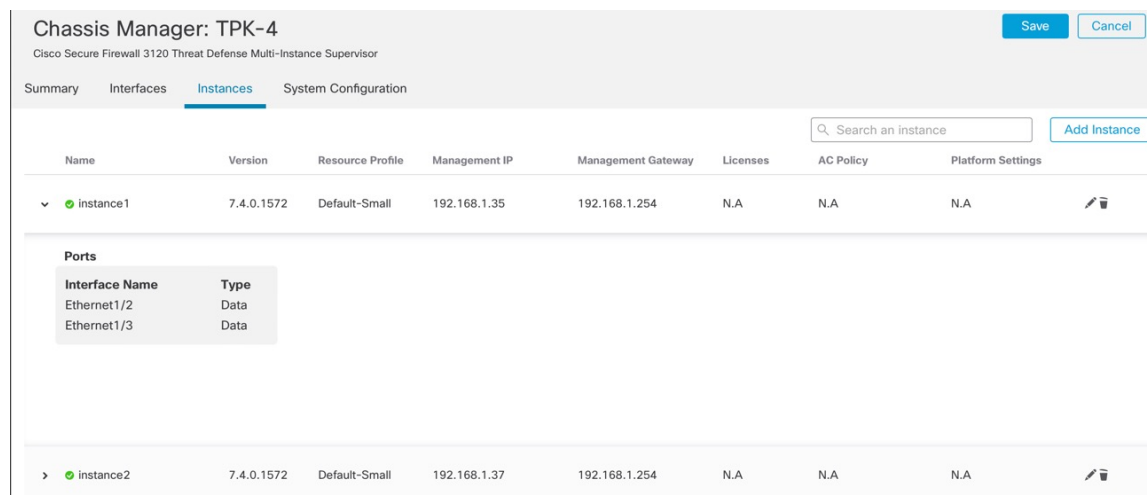 Chassis Manager: TPK-4
Save
Cancel
Cisco Secure Firewall 3120 Threat Defense Multi-Instance Supervisor
Summary Interfaces Instances System Configuration
Search an instance
Add Instance
Name Version Resource Profile Management IP Management Gateway Licenses AC Policy Platform Settings
instance1 7.4.0.1572 Default-Small 192.168.1.35 192.168.1.254 N.A N.A N.A
Ports
Interface Name Type
Ethernet1/2 Data
Ethernet1/3 Data
instance2 7.4.0.1572 Default-Small 192.168.1.37 192.168.1.254 N.A N.A N.A